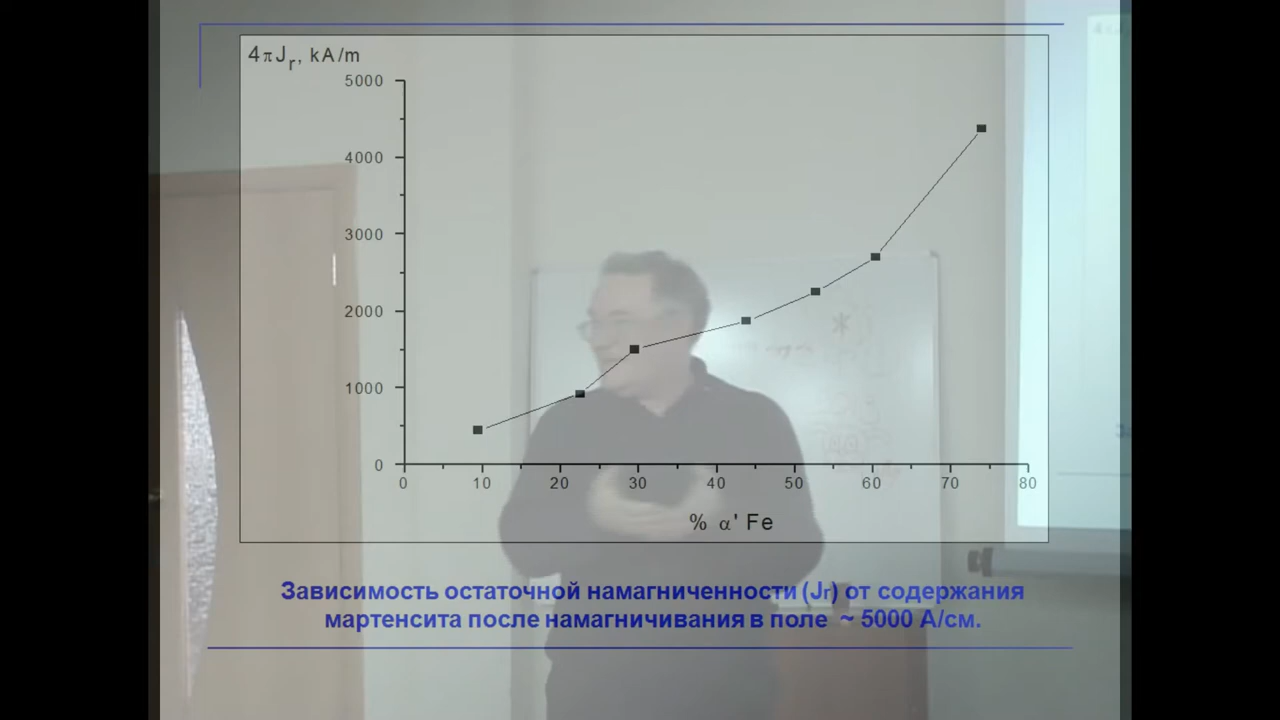 4πJr, kA/m
5000
4000
3000
2000
1000
0
0 10 20 30 40 50 60 70 80
% α' Fe
Зависимость остаточной намагниченности (Jr) от содержания
мартенсита после намагничивания в поле ~ 5000 А/см.